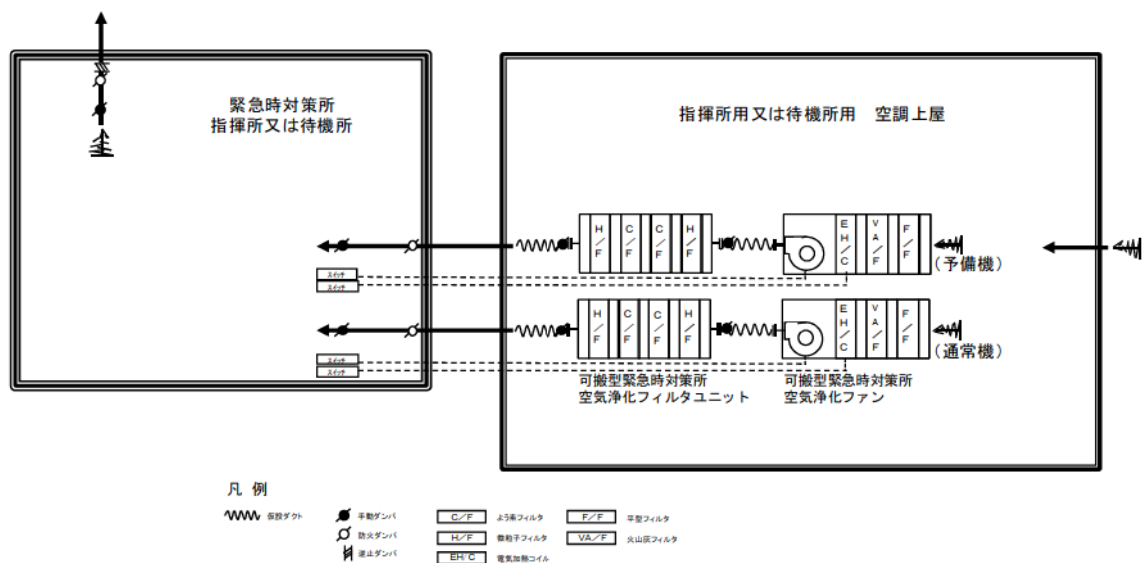 緊急時対策所
指揮所又は待機所
指揮所用又は待機所用 空調上屋
H/F
C/F
C/F
H/F
EH/C
VA/F
F/F
(予備機)
スイッチ
スイッチ
H/F
C/F
C/F
H/F
EH/C
VA/F
F/F
(通常機)
スイッチ
スイッチ
可搬型緊急時対策所
空気浄化フィルタユニット
可搬型緊急時対策所
空気浄化ファン
凡 例
仮設ダクト
手動ダンパ
C/F
よう素フィルタ
F/F
平型フィルタ
防火ダンパ
H/F
微粒子フィルタ
VA/F
火山灰フィルタ
逆止ダンパ
EH/C
電気加熱コイル